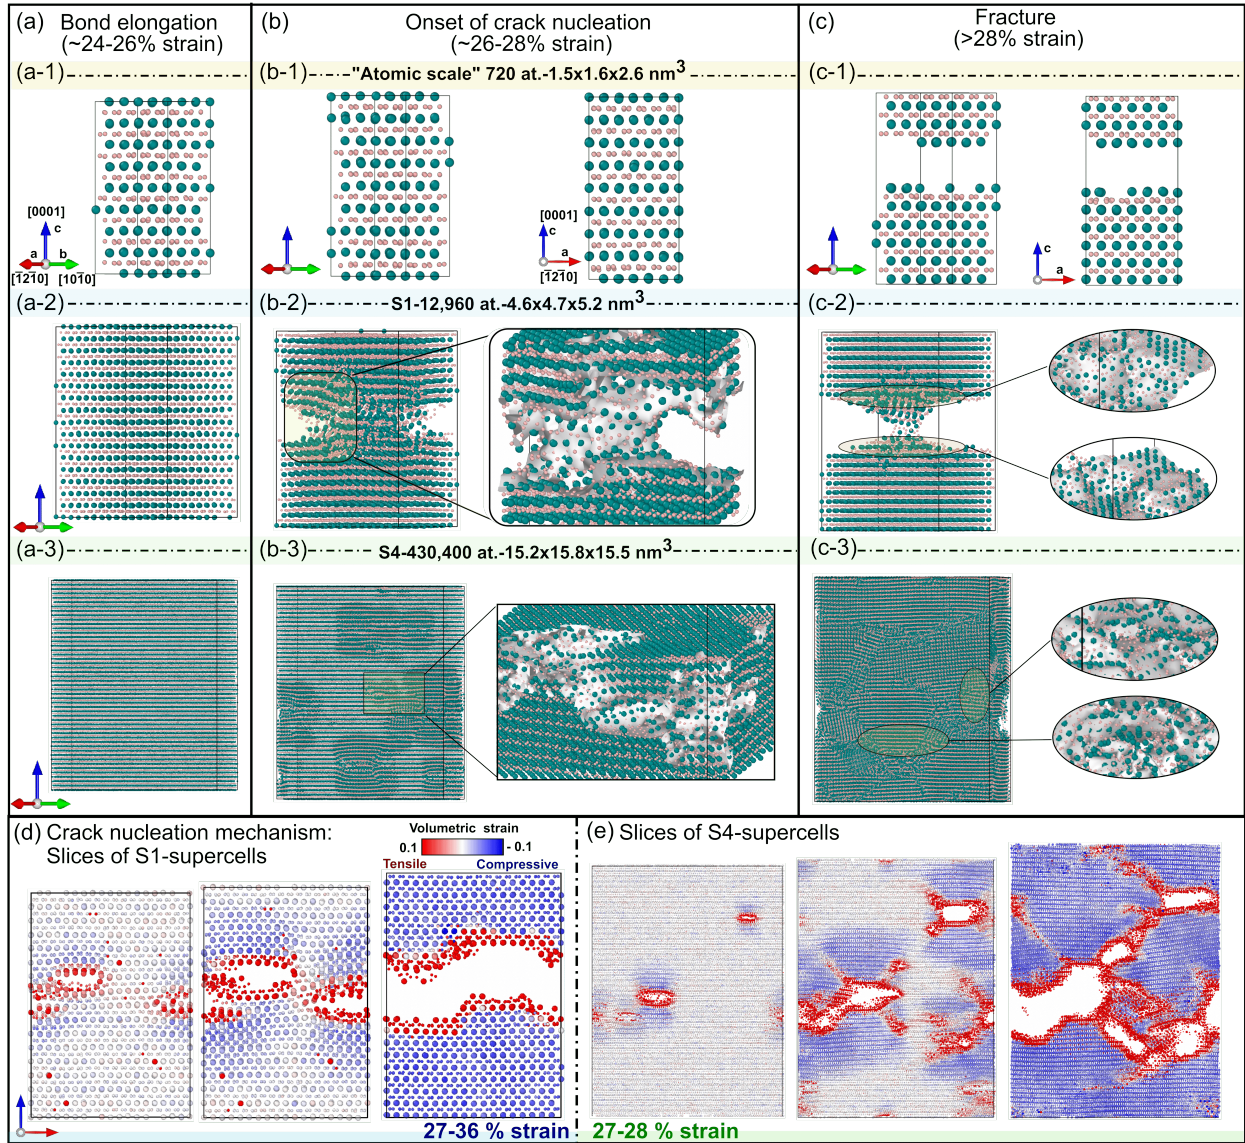 (a) Bond elongation
(~24-26% strain)
(b) Onset of crack nucleation
(~26-28% strain)
(c) Fracture
(>28% strain)
(a-1)
(b-1) "Atomic scale" 720 at.-1.5x1.6x2.6 nm³
(c-1)
[0001]
c
a b
[1̄21̄0] [101̄0]
[0001]
c
a
[1̄21̄0]
c
a
(a-2)
(b-2) S1-12,960 at.-4.6x4.7x5.2 nm³
(c-2)
(a-3)
(b-3) S4-430,400 at.-15.2x15.8x15.5 nm³
(c-3)
(d) Crack nucleation mechanism:
Slices of S1-supercells
Volumetric strain
0.1 - 0.1
Tensile Compressive
(e) Slices of S4-supercells
27-36 % strain
27-28 % strain